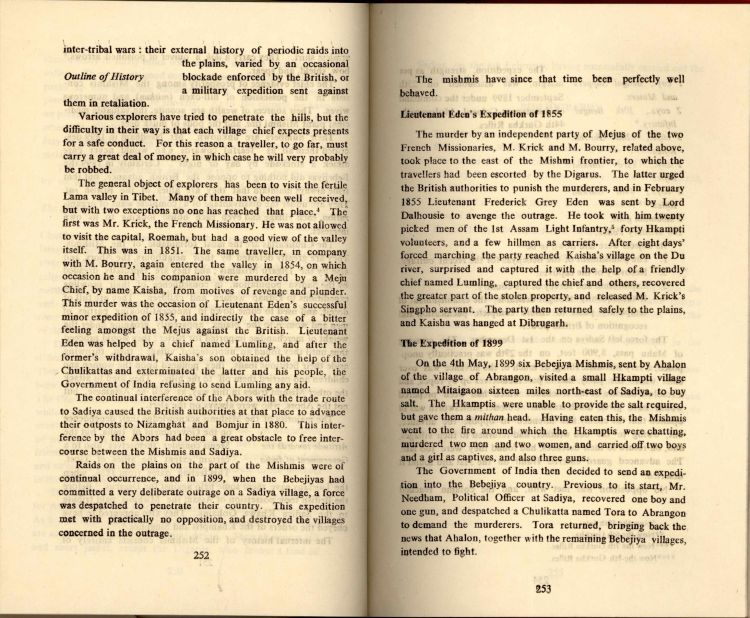 inter-tribal wars : their external history of periodic raids into
the plains, varied by an occasional
Outline of History blockade enforced by the British, or
a military expedition sent against
them in retaliation.
Various explorers have tried to penetrate the hills, but the
difficulty in their way is that each village chief expects presents
for a safe conduct. For this reason a traveller, to go far, must
carry a great deal of money, in which case he will very probably
be robbed.
The general object of explorers has been to visit the fertile
Lama valley in Tibet. Many of them have been well received,
but with two exceptions no one has reached that place.⁴ The
first was Mr. Krick, the French Missionary. He was not allowed
to visit the capital, Roemah, but had a good view of the valley
itself. This was in 1851. The same traveller, in company
with M. Bourry, again entered the valley in 1854, on which
occasion he and his companion were murdered by a Meju
Chief, by name Kaisha, from motives of revenge and plunder.
This murder was the occasion of Lieutenant Eden's successful
minor expedition of 1855, and indirectly the case of a bitter
feeling amongst the Mejus against the British. Lieutenant
Eden was helped by a chief named Lumling, and after the
former's withdrawal, Kaisha's son obtained the help of the
Chulikattas and exterminated the latter and his people, the
Government of India refusing to send Lumling any aid.
The continual interference of the Abors with the trade route
to Sadiya caused the British authorities at that place to advance
their outposts to Nizamghat and Bomjur in 1880. This inter-
ference by the Abors had been a great obstacle to free inter-
course between the Mishmis and Sadiya.
Raids on the plains on the part of the Mishmis were of
continual occurrence, and in 1899, when the Bebejiyas had
committed a very deliberate outrage on a Sadiya village, a force
was despatched to penetrate their country. This expedition
met with practically no opposition, and destroyed the villages
concerned in the outrage.
252
The mishmis have since that time been perfectly well
behaved.
Lieutenant Eden's Expedition of 1855
The murder by an independent party of Mejus of the two
French Missionaries, M. Krick and M. Bourry, related above,
took place to the east of the Mishmi frontier, to which the
travellers had been escorted by the Digarus. The latter urged
the British authorities to punish the murderers, and in February
1855 Lieutenant Frederick Grey Eden was sent by Lord
Dalhousie to avenge the outrage. He took with him twenty
picked men of the 1st Assam Light Infantry,⁵ forty Hkampti
volunteers, and a few hillmen as carriers. After eight days'
forced marching the party reached Kaisha's village on the Du
river, surprised and captured it with the help of a friendly
chief named Lumling, captured the chief and others, recovered
the greater part of the stolen property, and released M. Krick's
Singpho servant. The party then returned safely to the plains,
and Kaisha was hanged at Dibrugarh.
The Expedition of 1899
On the 4th May, 1899 six Bebejiya Mishmis, sent by Ahalon
of the village of Abrangon, visited a small Hkampti village
named Mitaigaon sixteen miles north-east of Sadiya, to buy
salt. The Hkamptis were unable to provide the salt required,
but gave them a mithan head. Having eaten this, the Mishmis
went to the fire around which the Hkamptis were chatting,
murdered two men and two women, and carried off two boys
and a girl as captives, and also three guns.
The Government of India then decided to send an expedi-
tion into the Bebejiya country. Previous to its start, Mr.
Needham, Political Officer at Sadiya, recovered one boy and
one gun, and despatched a Chulikatta named Tora to Abrangon
to demand the murderers. Tora returned, bringing back the
news that Ahalon, together with the remaining Bebejiya villages,
intended to fight.
253